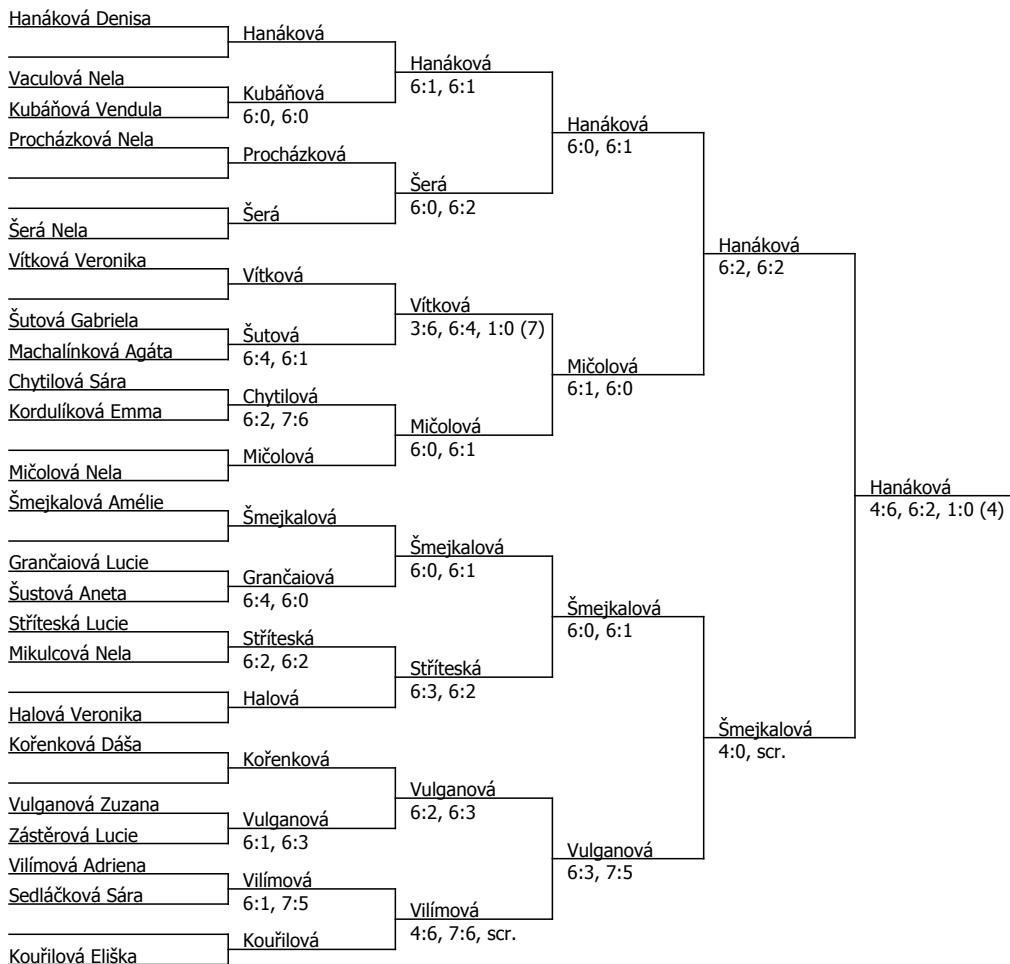 Hanáková Denisa
Vaculová Nela
Kubáňová Vendula
Procházková Nela
Šerá Nela
Vítková Veronika
Šutová Gabriela
Machalínková Agáta
Chytilová Sára
Kordulíková Emma
Mičolová Nela
Šmejkalová Amélie
Grančaiová Lucie
Šustová Aneta
Stříteská Lucie
Mikulcová Nela
Halová Veronika
Kořenková Dáša
Vulganová Zuzana
Zástěrová Lucie
Vilímová Adriena
Sedláčková Sára
Kouřilová Eliška
Hanáková
Kubáňová
6:0, 6:0
Procházková
Šerá
Vítková
Šutová
6:4, 6:1
Chytilová
6:2, 7:6
Mičolová
Šmejkalová
Grančaiová
6:4, 6:0
Stříteská
6:2, 6:2
Halová
Kořenková
Vulganová
6:1, 6:3
Vilímová
6:1, 7:5
Kouřilová
Hanáková
6:1, 6:1
Šerá
6:0, 6:2
Vítková
3:6, 6:4, 1:0 (7)
Mičolová
6:0, 6:1
Šmejkalová
6:0, 6:1
Stříteská
6:3, 6:2
Vulganová
6:2, 6:3
Vilímová
4:6, 7:6, scr.
Hanáková
6:0, 6:1
Mičolová
6:1, 6:0
Šmejkalová
6:0, 6:1
Vulganová
6:3, 7:5
Hanáková
6:2, 6:2
Šmejkalová
4:0, scr.
Hanáková
4:6, 6:2, 1:0 (4)